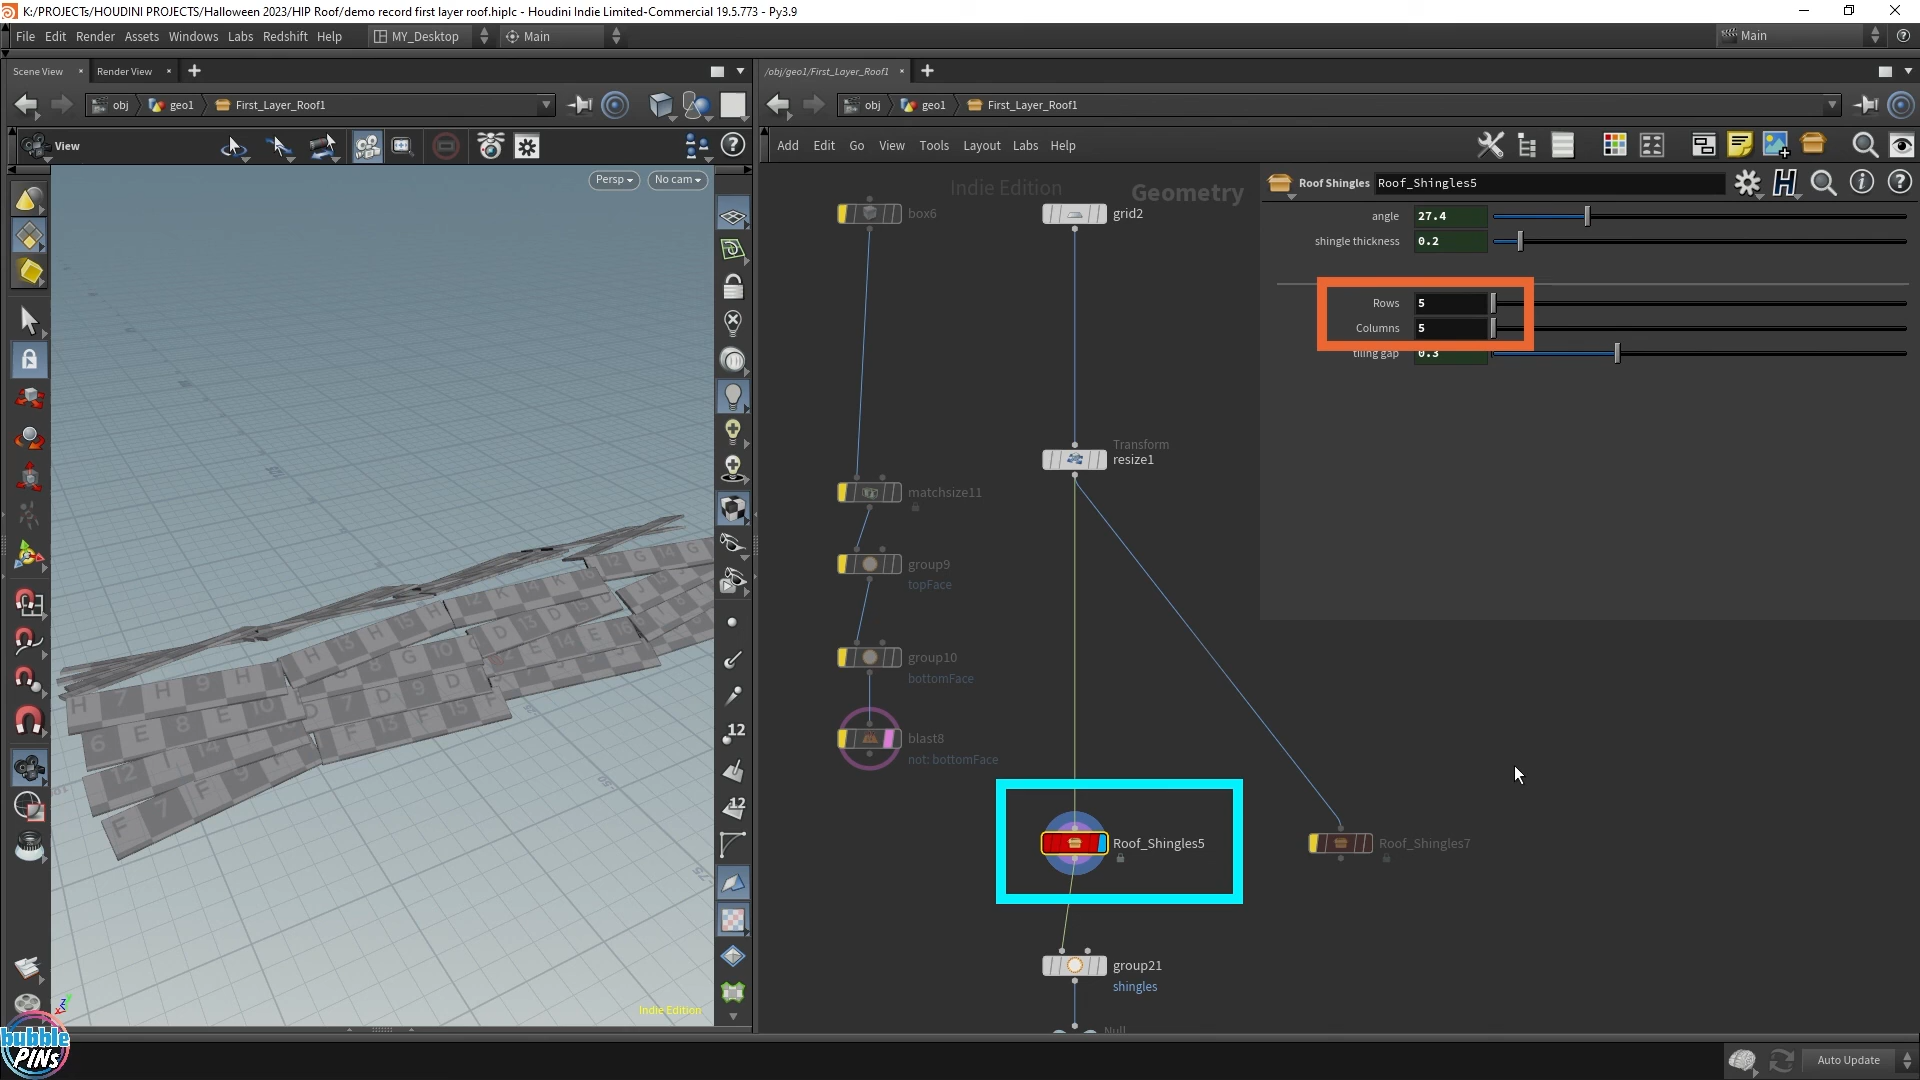 K:/PROJECTs/HOUDINI PROJECTS/Halloween 2023/HIP Roof/demo record first layer roof.hiplc - Houdini Indie Limited-Commercial 19.5.773 - Py3.9
File Edit Render Assets Windows Labs Redshift Help MY_Desktop Main Main
Scene View Render View
/obj/geo1/First_Layer_Roof1
obj geo1 First_Layer_Roof1
obj geo1 First_Layer_Roof1
View
Add Edit Go View Tools Layout Labs Help
Persp No cam
Indie Edition Geometry
Roof Shingles Roof_Shingles5
angle 27.4
shingle thickness 0.2
Rows 5
Columns 5
tiling gap 0.3
box6
grid2
Transform
resize1
matchsize11
group9
topFace
group10
bottomFace
blast8
not: bottomFace
Roof_Shingles5
Roof_Shingles7
group21
shingles
Null
12
12
Indie Edition
bubble
PINs
Auto Update